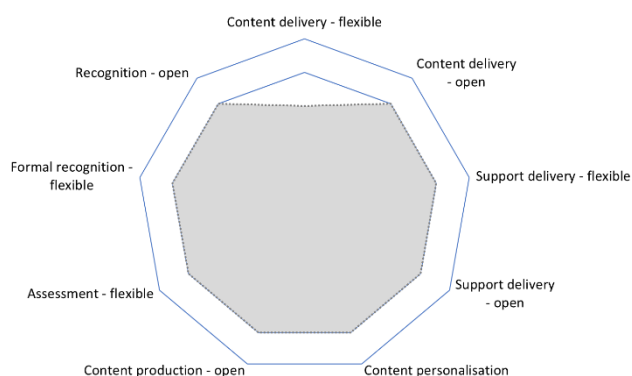 Content delivery - flexible
Content delivery
- open
Support delivery - flexible
Support delivery
- open
Content personalisation
Content production - open
Assessment - flexible
Formal recognition -
flexible
Recognition - open